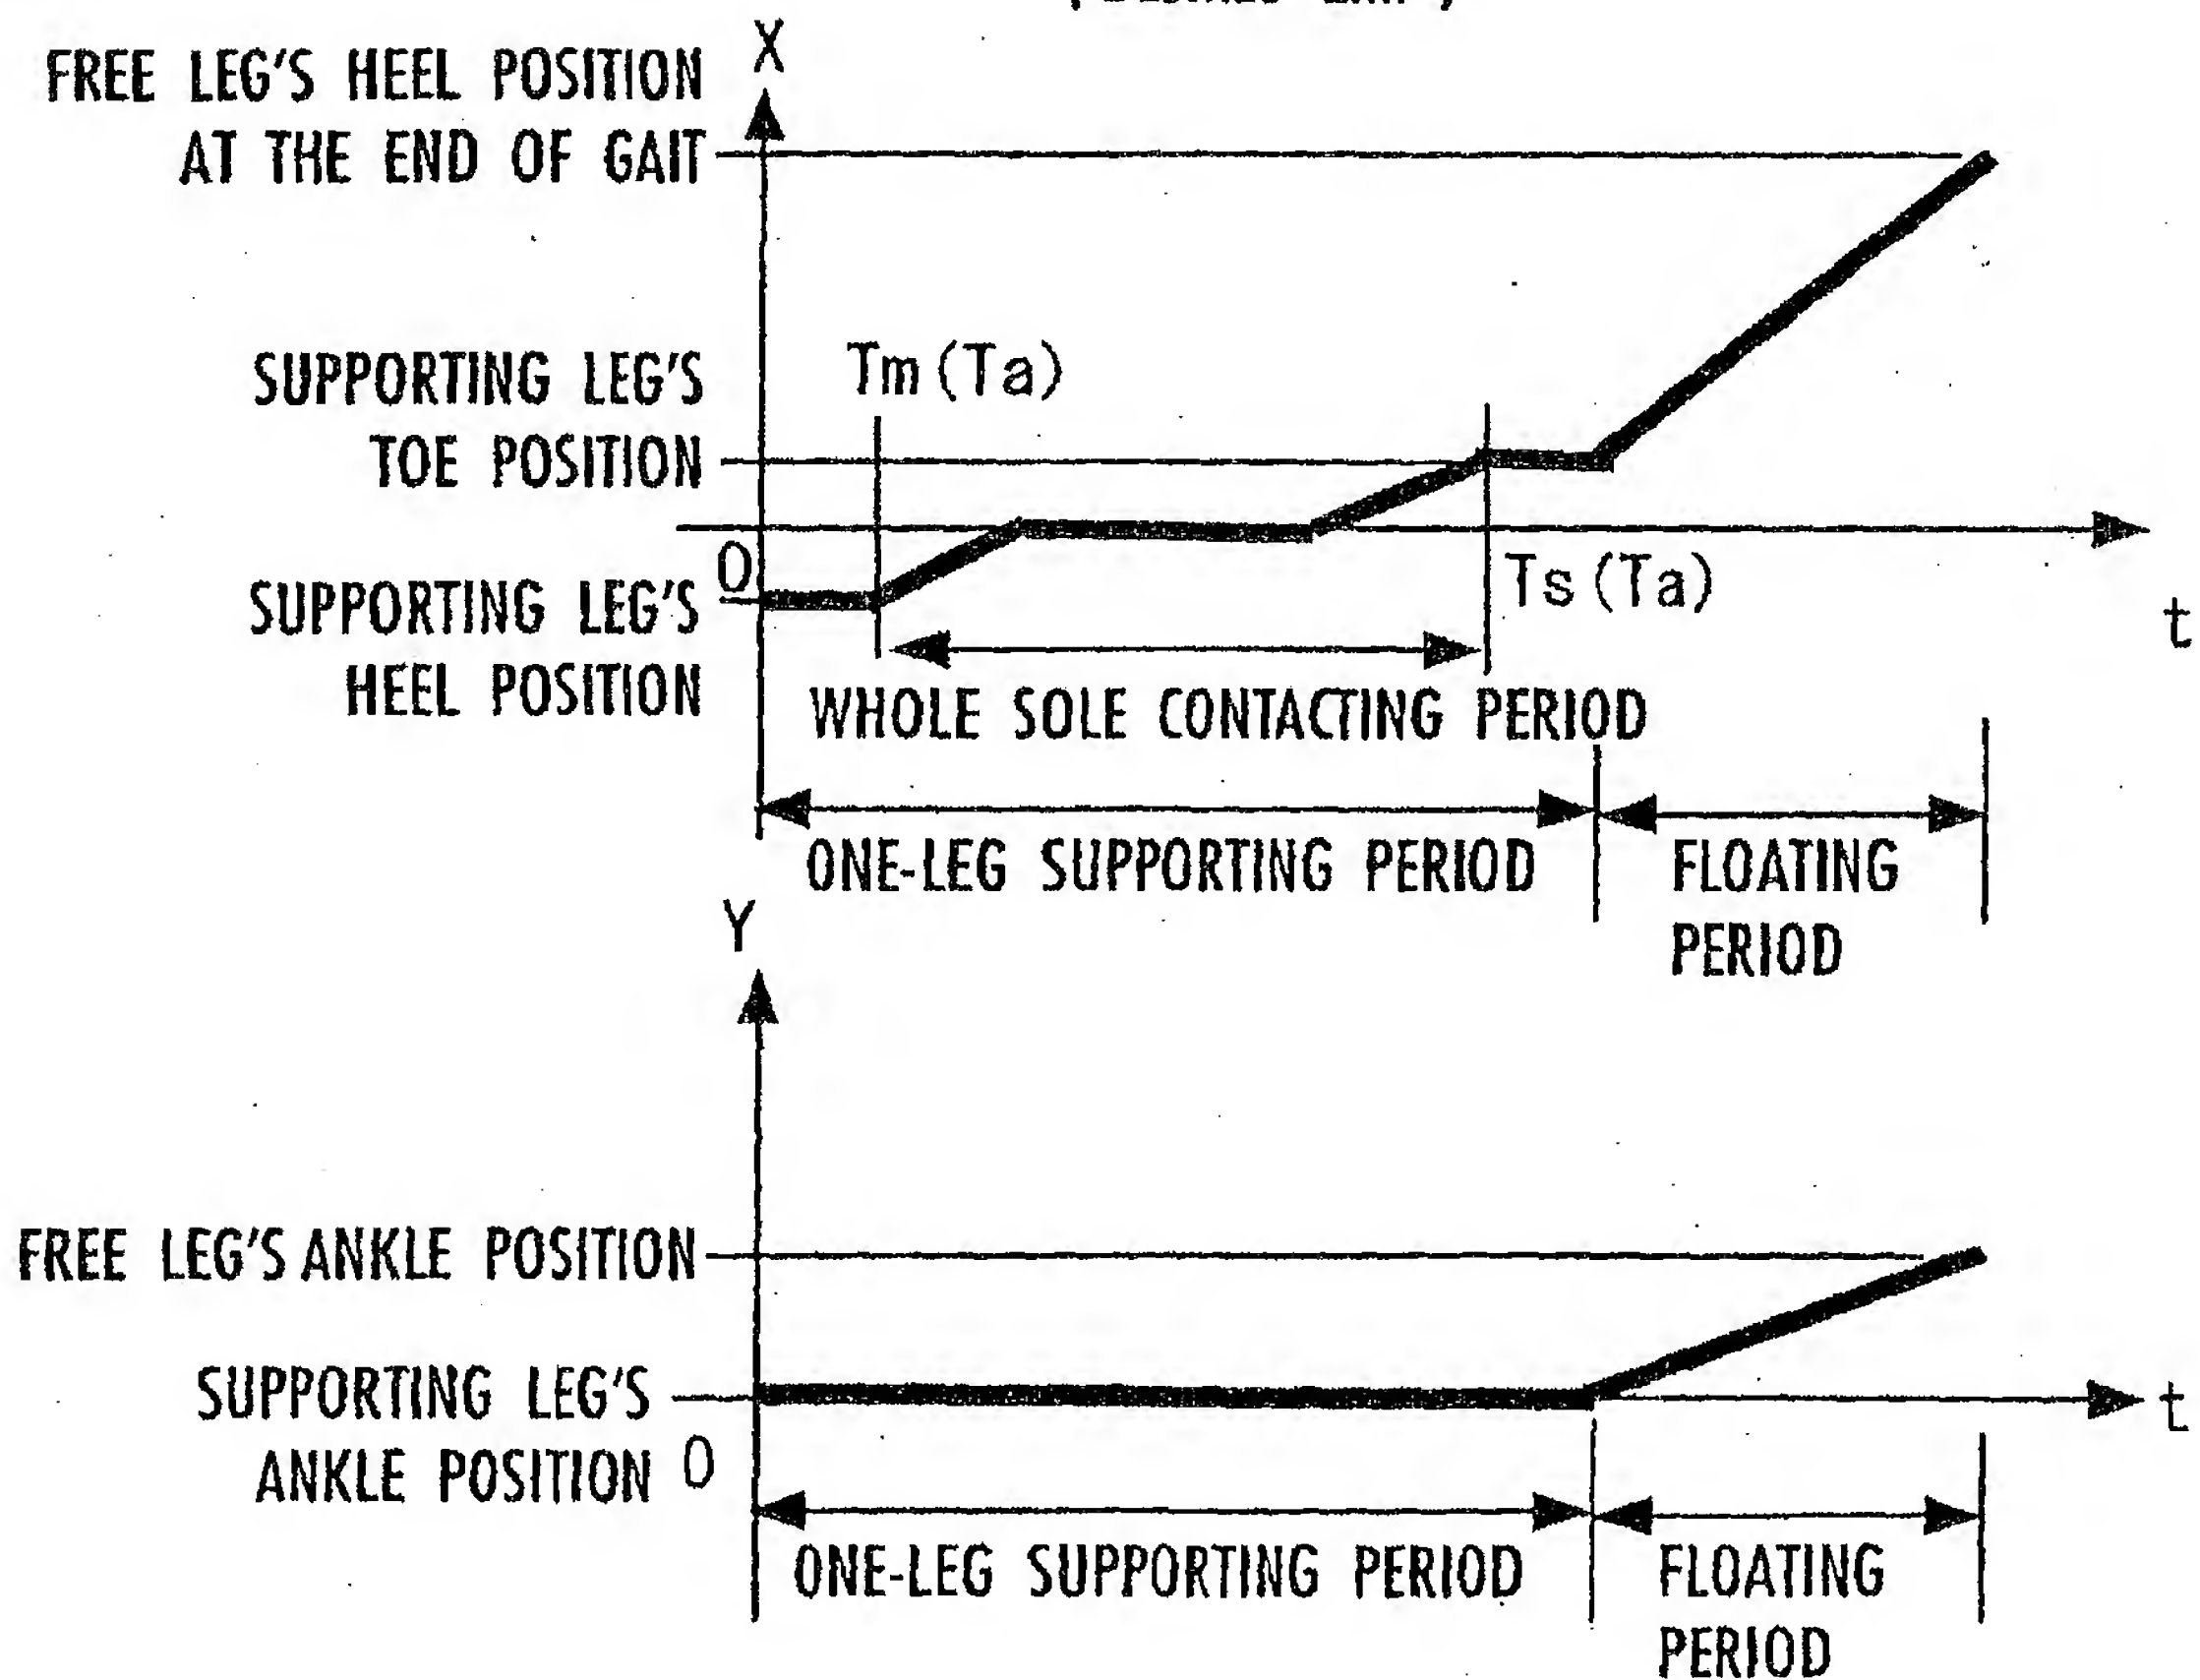 X
FREE LEG'S HEEL POSITION
AT THE END OF GAIT
SUPPORTING LEG'S
TOE POSITION
Tm (Ta)
0
Ts (Ta)
t
SUPPORTING LEG'S
HEEL POSITION
WHOLE SOLE CONTACTING PERIOD
ONE-LEG SUPPORTING PERIOD
FLOATING
PERIOD
Y
FREE LEG'S ANKLE POSITION
SUPPORTING LEG'S
ANKLE POSITION
0
t
ONE-LEG SUPPORTING PERIOD
FLOATING
PERIOD